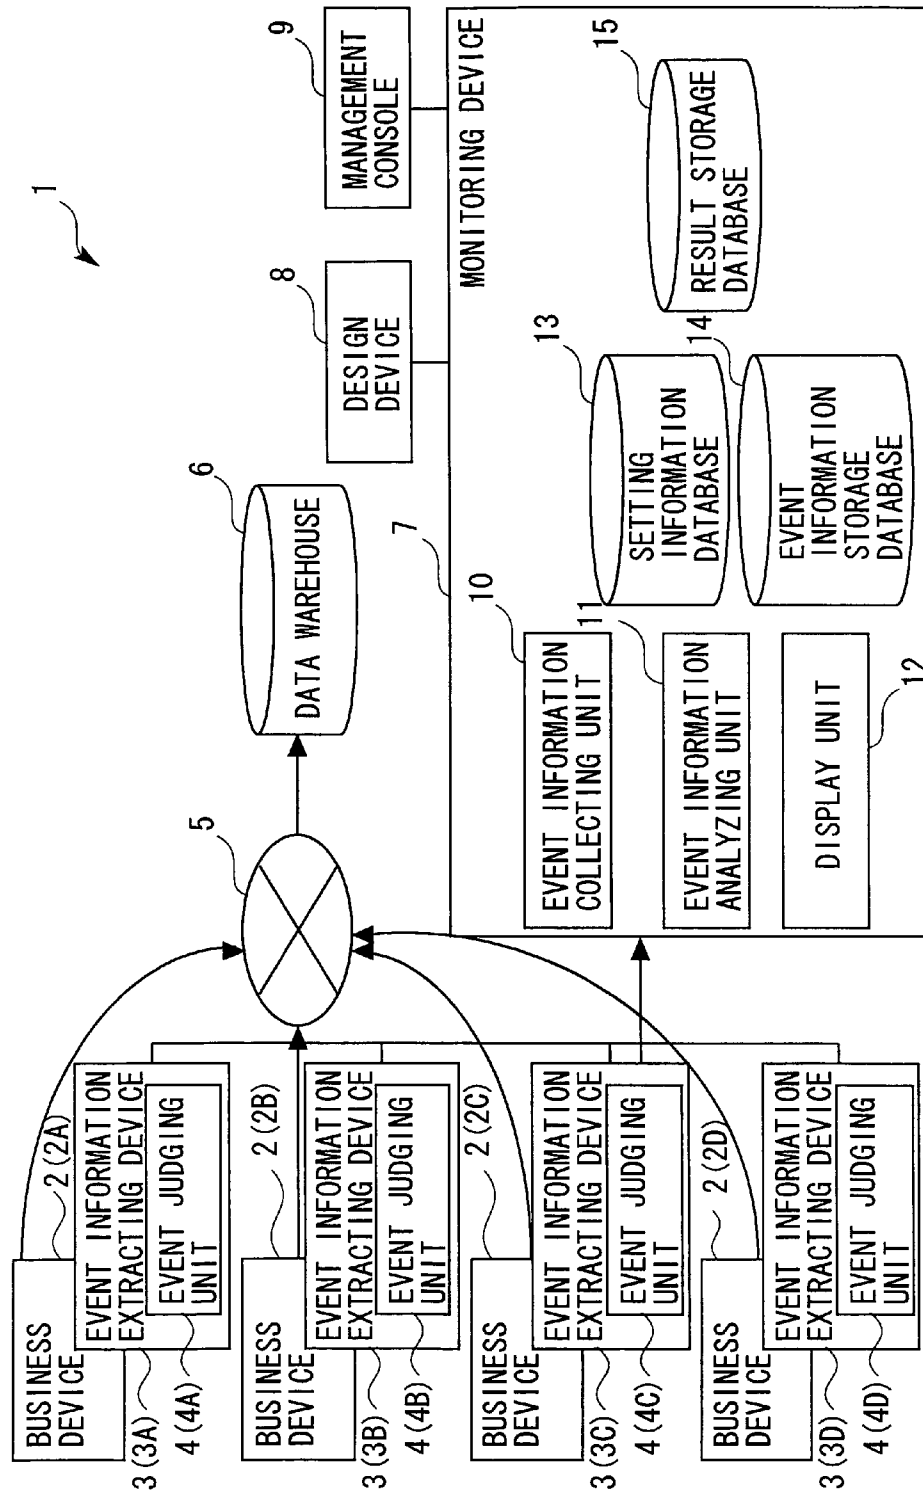 1
BUSINESS
DEVICE
2(2A)
EVENT INFORMATION
EXTRACTING DEVICE
EVENT JUDGING
UNIT
3(3A)
4(4A)
BUSINESS
DEVICE
2(2B)
EVENT INFORMATION
EXTRACTING DEVICE
EVENT JUDGING
UNIT
3(3B)
4(4B)
BUSINESS
DEVICE
2(2C)
EVENT INFORMATION
EXTRACTING DEVICE
EVENT JUDGING
UNIT
3(3C)
4(4C)
BUSINESS
DEVICE
2(2D)
EVENT INFORMATION
EXTRACTING DEVICE
EVENT JUDGING
UNIT
3(3D)
4(4D)
5
6
DATA WAREHOUSE
7
8
DESIGN
DEVICE
9
MANAGEMENT
CONSOLE
MONITORING DEVICE
10
EVENT INFORMATION
COLLECTING UNIT
11
EVENT INFORMATION
ANALYZING UNIT
DISPLAY UNIT
12
13
SETTING
INFORMATION
DATABASE
14
EVENT
INFORMATION
STORAGE
DATABASE
15
RESULT STORAGE
DATABASE